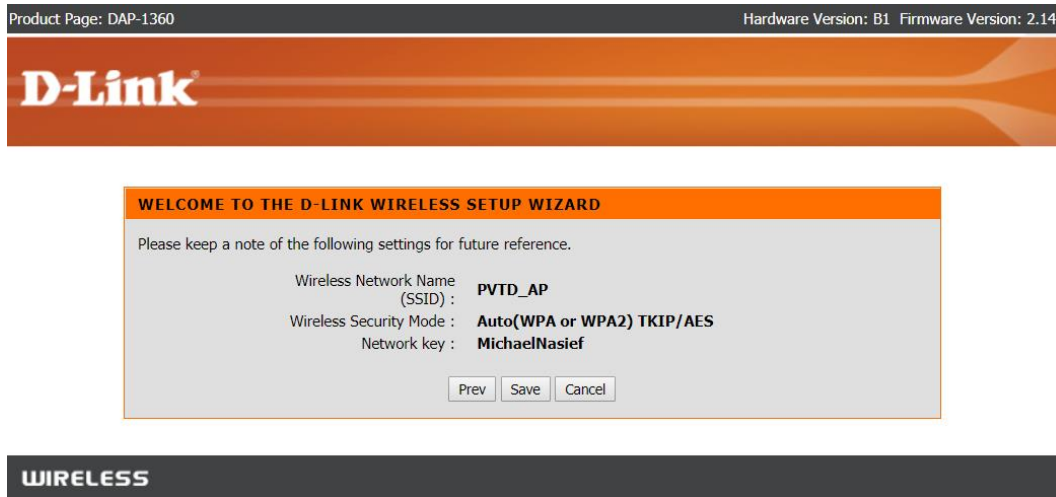 Product Page: DAP-1360 Hardware Version: B1 Firmware Version: 2.14
D-Link
WELCOME TO THE D-LINK WIRELESS SETUP WIZARD
Please keep a note of the following settings for future reference.
Wireless Network Name
(SSID) : PVTD_AP
Wireless Security Mode : Auto(WPA or WPA2) TKIP/AES
Network key : MichaelNasief
Prev Save Cancel
WIRELESS